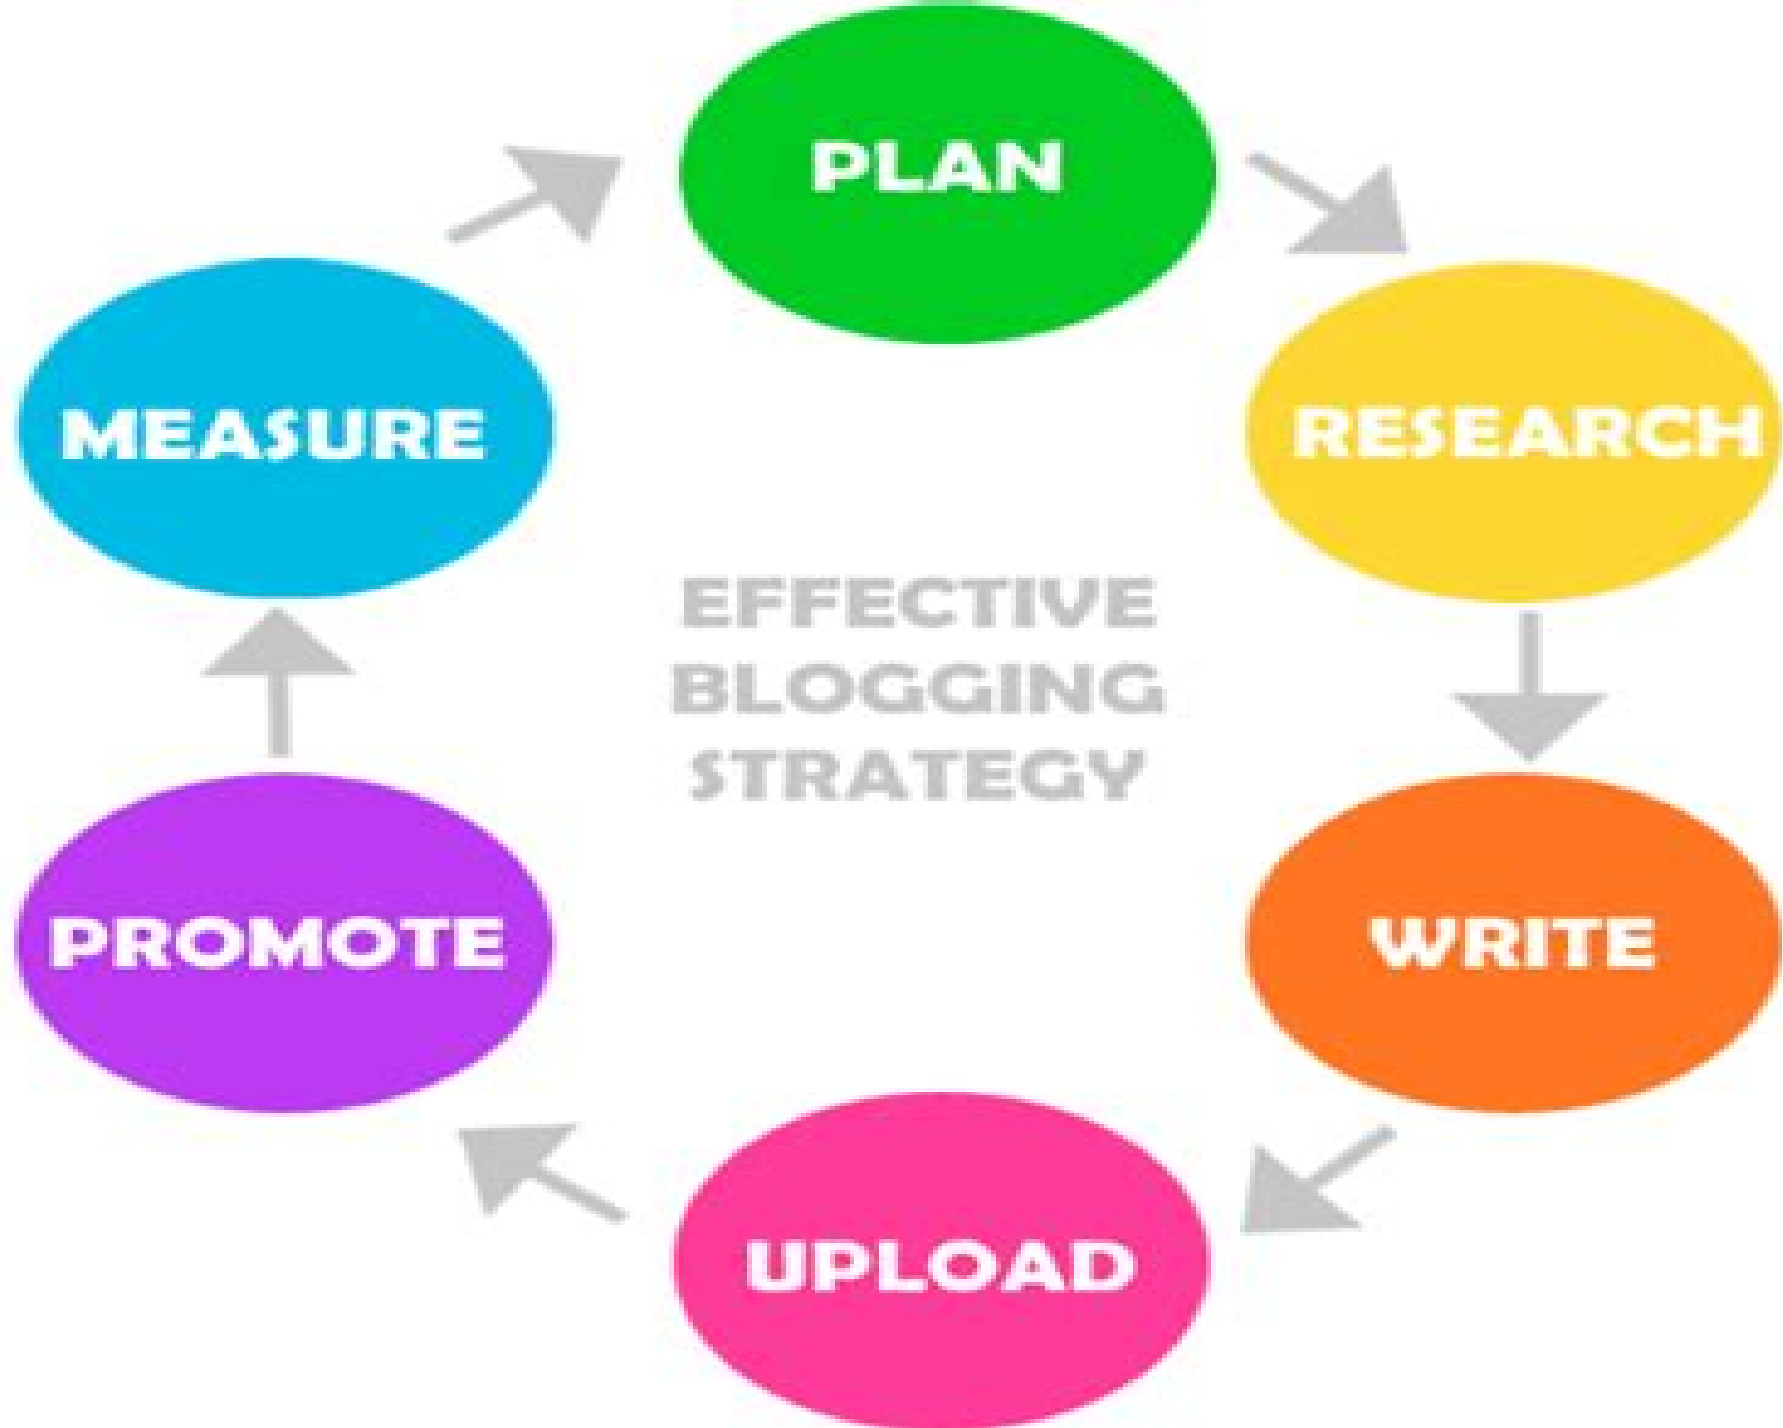 PLAN
RESEARCH
WRITE
UPLOAD
PROMOTE
MEASURE
EFFECTIVE
BLOGGING
STRATEGY